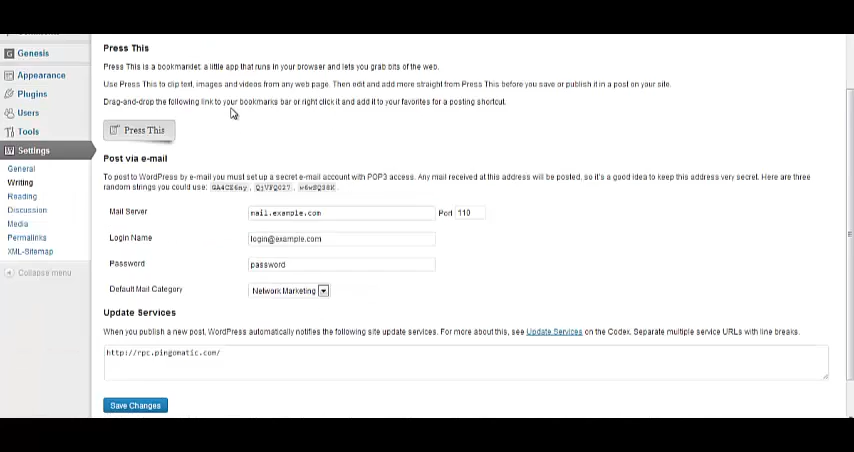 Genesis
Appearance
Plugins
Users
Tools
Settings
General
Writing
Reading
Discussion
Media
Permalinks
XML-Sitemap
Collapse menu
Press This
Press This is a bookmarklet: a little app that runs in your browser and lets you grab bits of the web.
Use Press This to clip text, images and videos from any web page. Then edit and add more straight from Press This before you save or publish it in a post on your site.
Drag-and-drop the following link to your bookmarks bar or right click it and add it to your favorites for a posting shortcut.
Press This
Post via e-mail
To post to WordPress by e-mail you must set up a secret e-mail account with POP3 access. Any mail received at this address will be posted, so it's a good idea to keep this address very secret. Here are three
random strings you could use:
Mail Server mail.example.com Port 110
Login Name login@example.com
Password password
Default Mail Category Network Marketing
Update Services
When you publish a new post, WordPress automatically notifies the following site update services. For more about this, see Update Services on the Codex. Separate multiple service URLs with line breaks.
http://rpc.pingomatic.com/
Save Changes